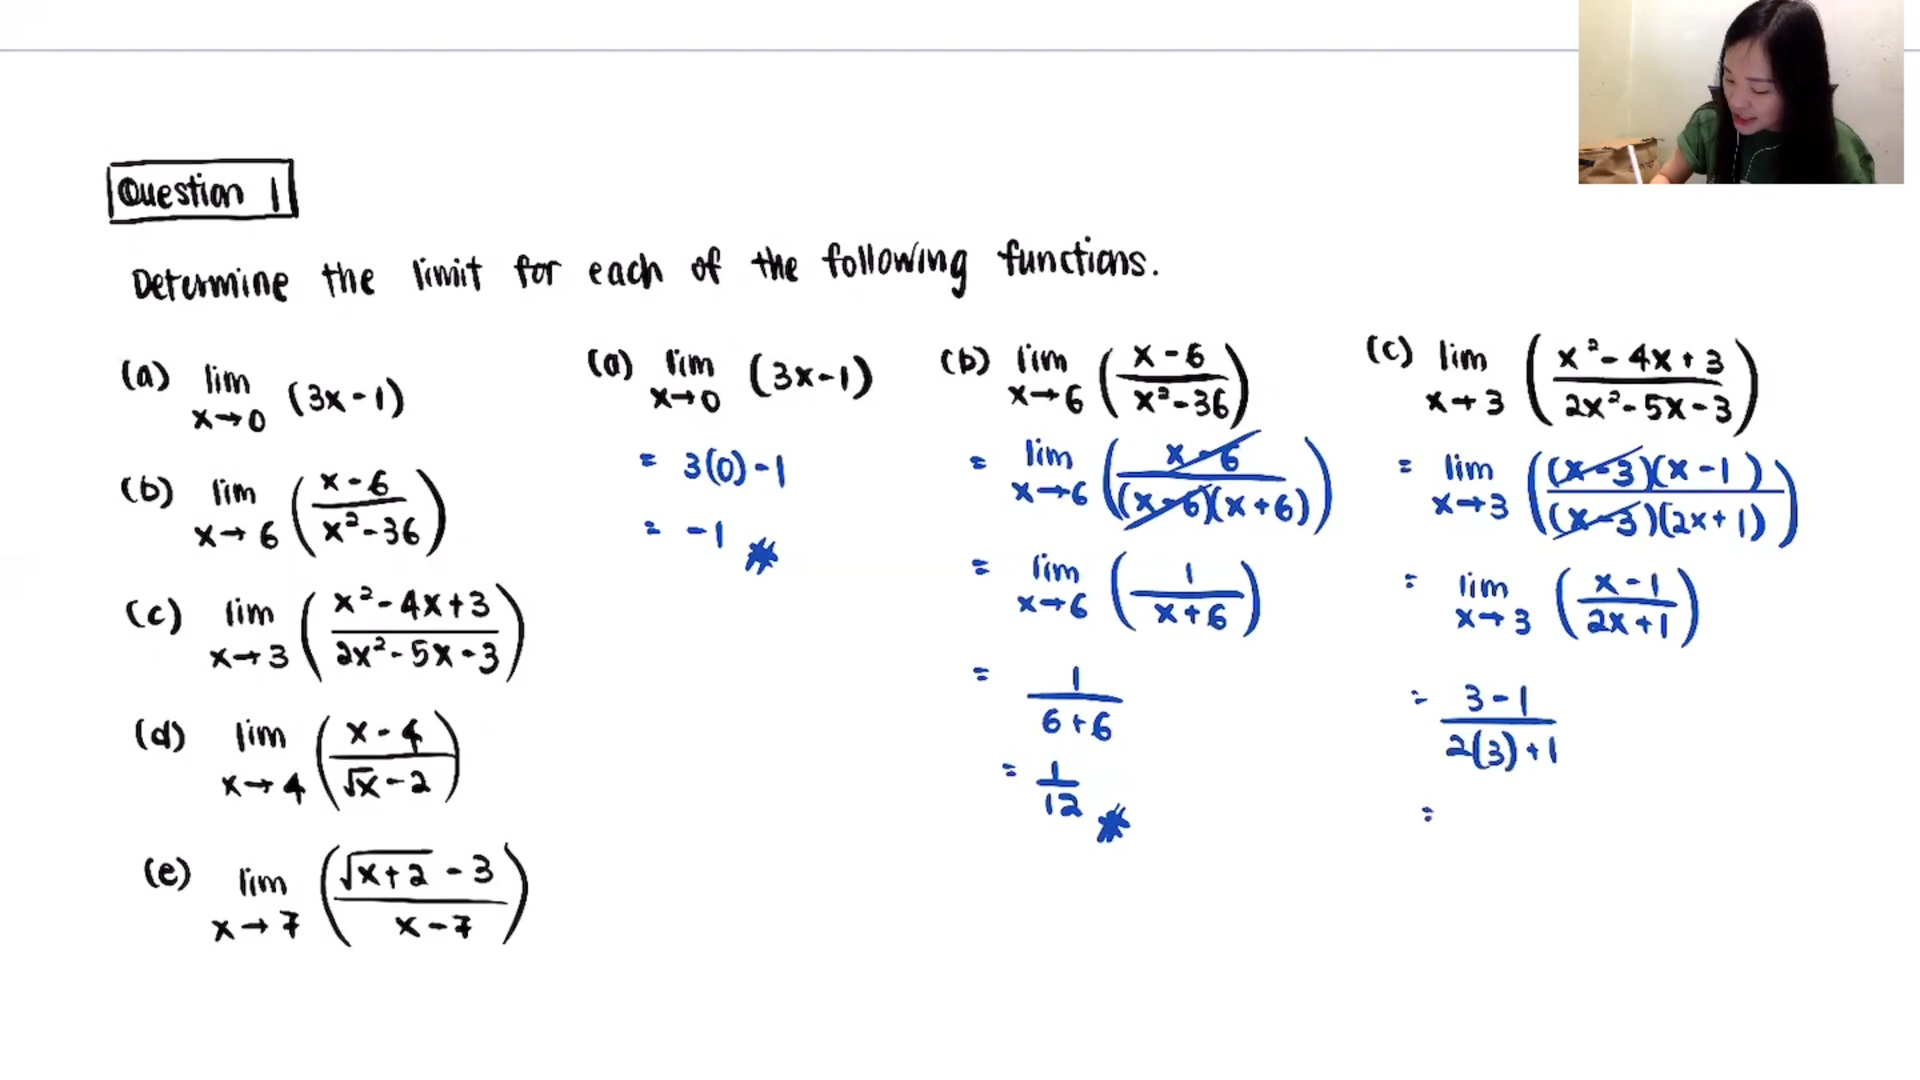 Question 1
Determine the limit for each of the following functions.
(a) lim x→0 (3x-1)
(b) lim x→6 ((x-6)/(x²-36))
(c) lim x→3 ((x²-4x+3)/(2x²-5x-3))
(d) lim x→4 ((x-4)/(√x-2))
(e) lim x→7 ((√(x+2)-3)/(x-7))
(a) lim x→0 (3x-1)
= 3(0)-1
= -1
(b) lim x→6 ((x-6)/(x²-36))
= lim x→6 ((x-6)/((x-6)(x+6)))
= lim x→6 (1/(x+6))
= 1/(6+6)
= 1/12
(c) lim x→3 ((x²-4x+3)/(2x²-5x-3))
= lim x→3 (((x-3)(x-1))/((x-3)(2x+1)))
= lim x→3 ((x-1)/(2x+1))
= (3-1)/(2(3)+1)
=